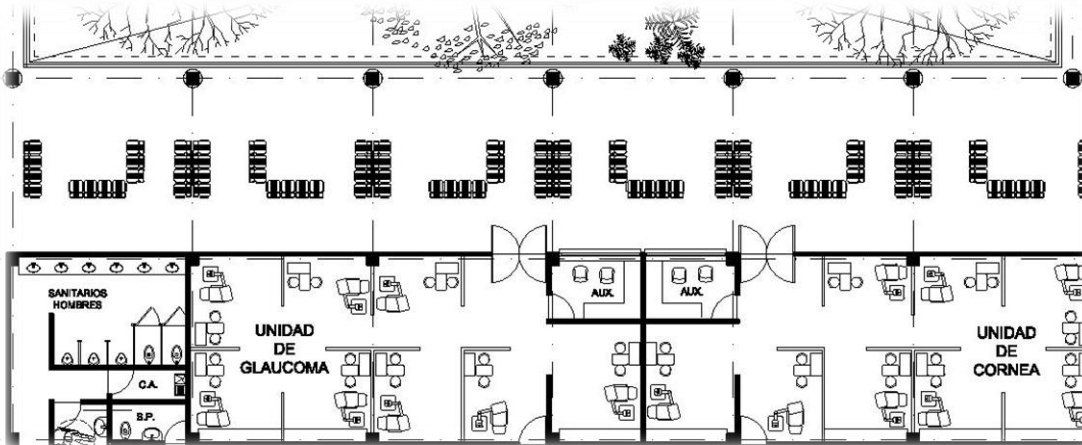 SANITARIOS
HOMBRES
UNIDAD
DE
GLAUCOMA
C.A.
S.P.
AUX.
AUX.
UNIDAD
DE
CORNEA